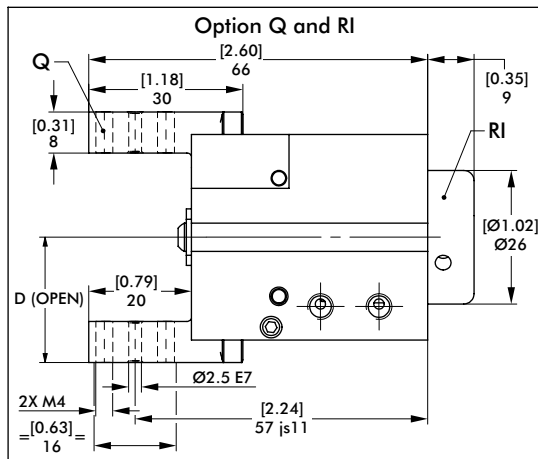 Option Q and RI
[2.60]
66
Q
[1.18]
30
[0.35]
9
[0.31]
8
RI
[Ø1.02]
Ø26
D (OPEN)
[0.79]
20
Ø2.5 E7
2X M4
[2.24]
57 js11
=[0.63]=
16